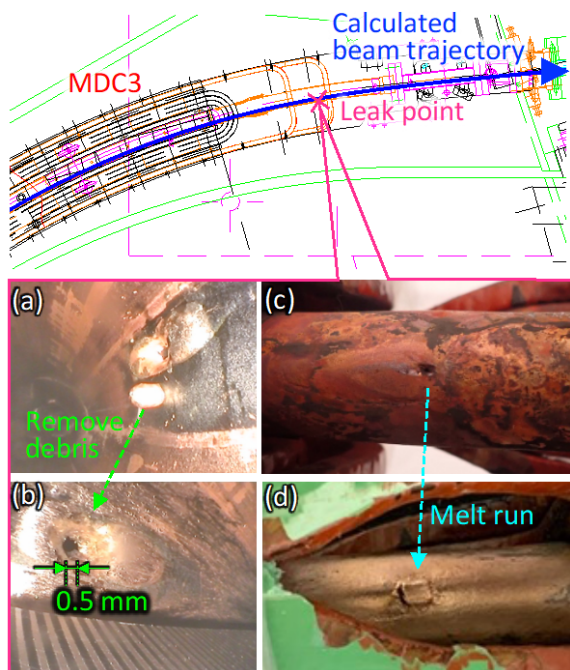 Calculated
beam trajectory
MDC3
Leak point
(a)
(c)
Remove
debris
(b)
(d)
Melt run
0.5 mm